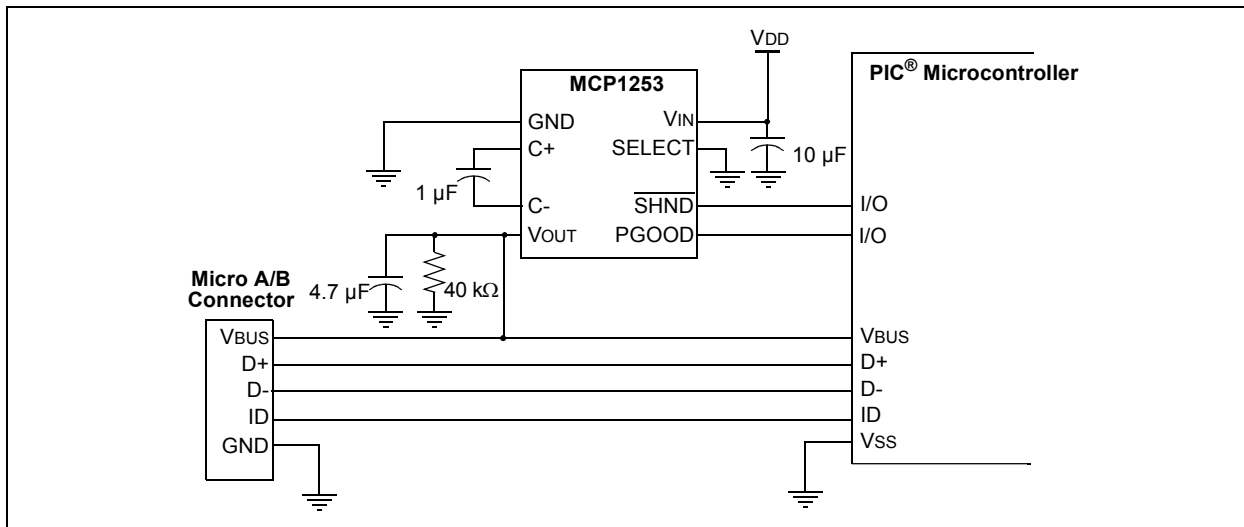 VDD
PIC® Microcontroller
MCP1253
GND
VIN
C+
SELECT
10 µF
1 µF
C-
SHND
I/O
VOUT
PGOOD
I/O
Micro A/B
Connector
4.7 µF
40 kΩ
VBUS
VBUS
D+
D+
D-
D-
ID
ID
GND
VSS